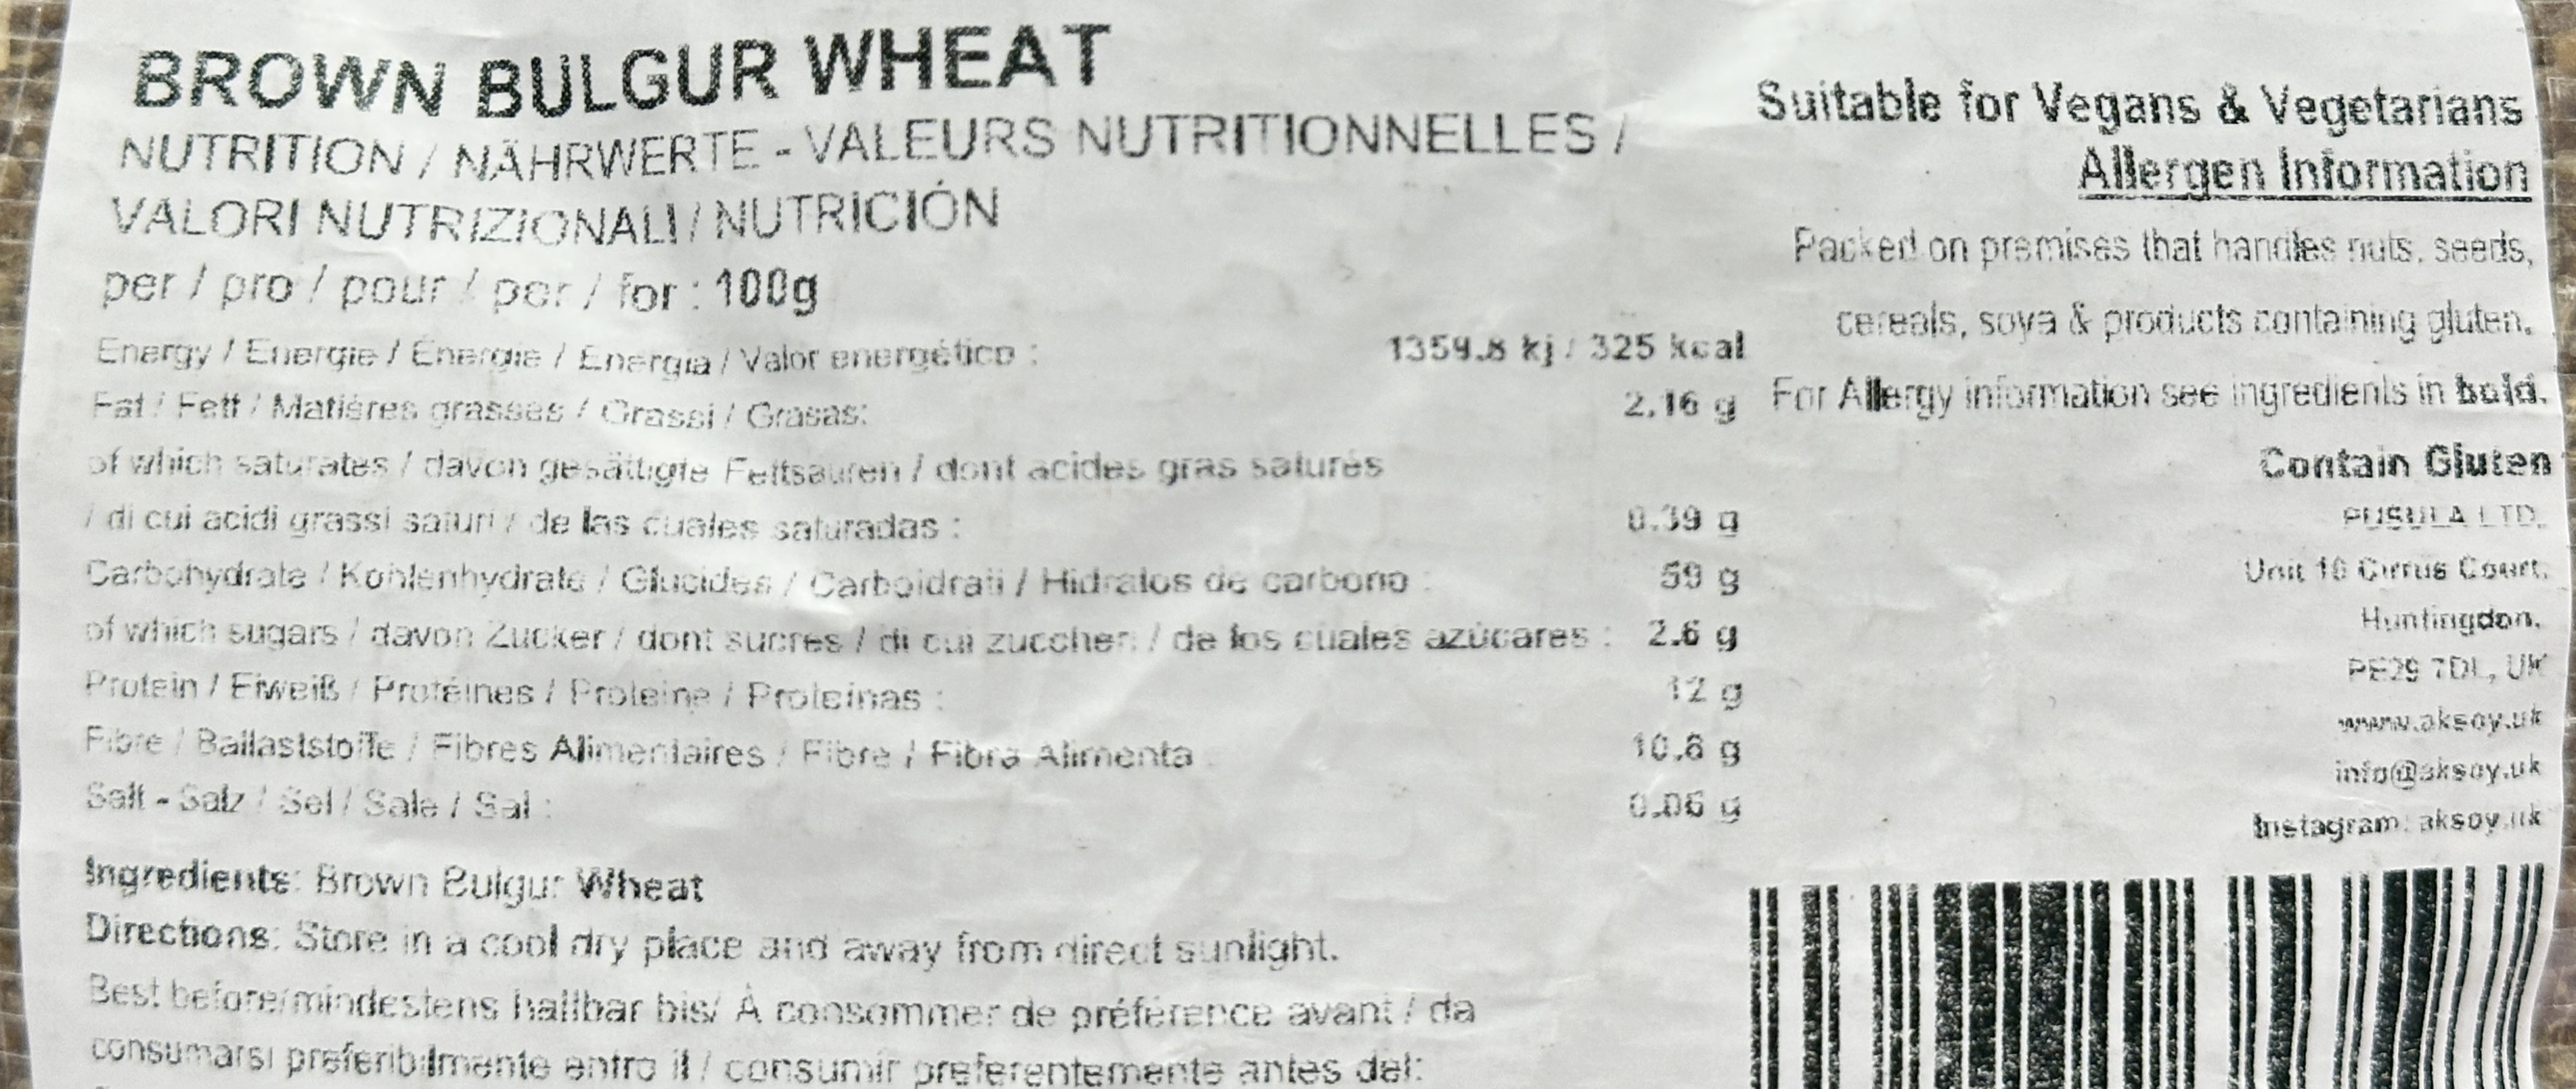 BROWN BULGUR WHEAT
NUTRITION / NÄHRWERTE - VALEURS NUTRITIONNELLES /
VALORI NUTRIZIONALI / NUTRICIÓN
per / pro / pour / per / for : 100g
Energy / Energie / Énergie / Energia / Valor energético : 1359.8 kj / 325 kcal
Fat / Fett / Matières grasses / Grassi / Grasas: 2.16 g
of which saturates / davon gesättigte Fettsauren / dont acides gras saturés
/ di cui acidi grassi saturi / de las cuales saturadas : 0.39 g
Carbohydrate / Kohlenhydrate / Glucides / Carboidrati / Hidratos de carbono : 59 g
of which sugars / davon Zucker / dont sucres / di cui zuccheri / de los cuales azúcares : 2.6 g
Protein / Eiweiß / Protéines / Proteine / Proteinas : 12 g
Fibre / Ballaststoffe / Fibres Alimentaires / Fibre / Fibra Alimenta 10.8 g
Salt - Salz / Sel / Sale / Sal : 0.06 g
Ingredients: Brown Bulgur Wheat
Directions: Store in a cool dry place and away from direct sunlight.
Best before/mindestens hallbar bis/ À consommer de préférence avant / da
consumarsi preferibilmente entro il / consumir preferentemente antes del:
Suitable for Vegans & Vegetarians
Allergen Information
Packed on premises that handles nuts, seeds,
cereals, soya & products containing gluten.
For Allergy information see ingredients in bold.
Contain Gluten
PUSULA LTD.
Unit 10 Cirrus Court,
Huntingdon,
PE29 7DL, UK
www.aksoy.uk
info@aksoy.uk
Instagram: aksoy.uk